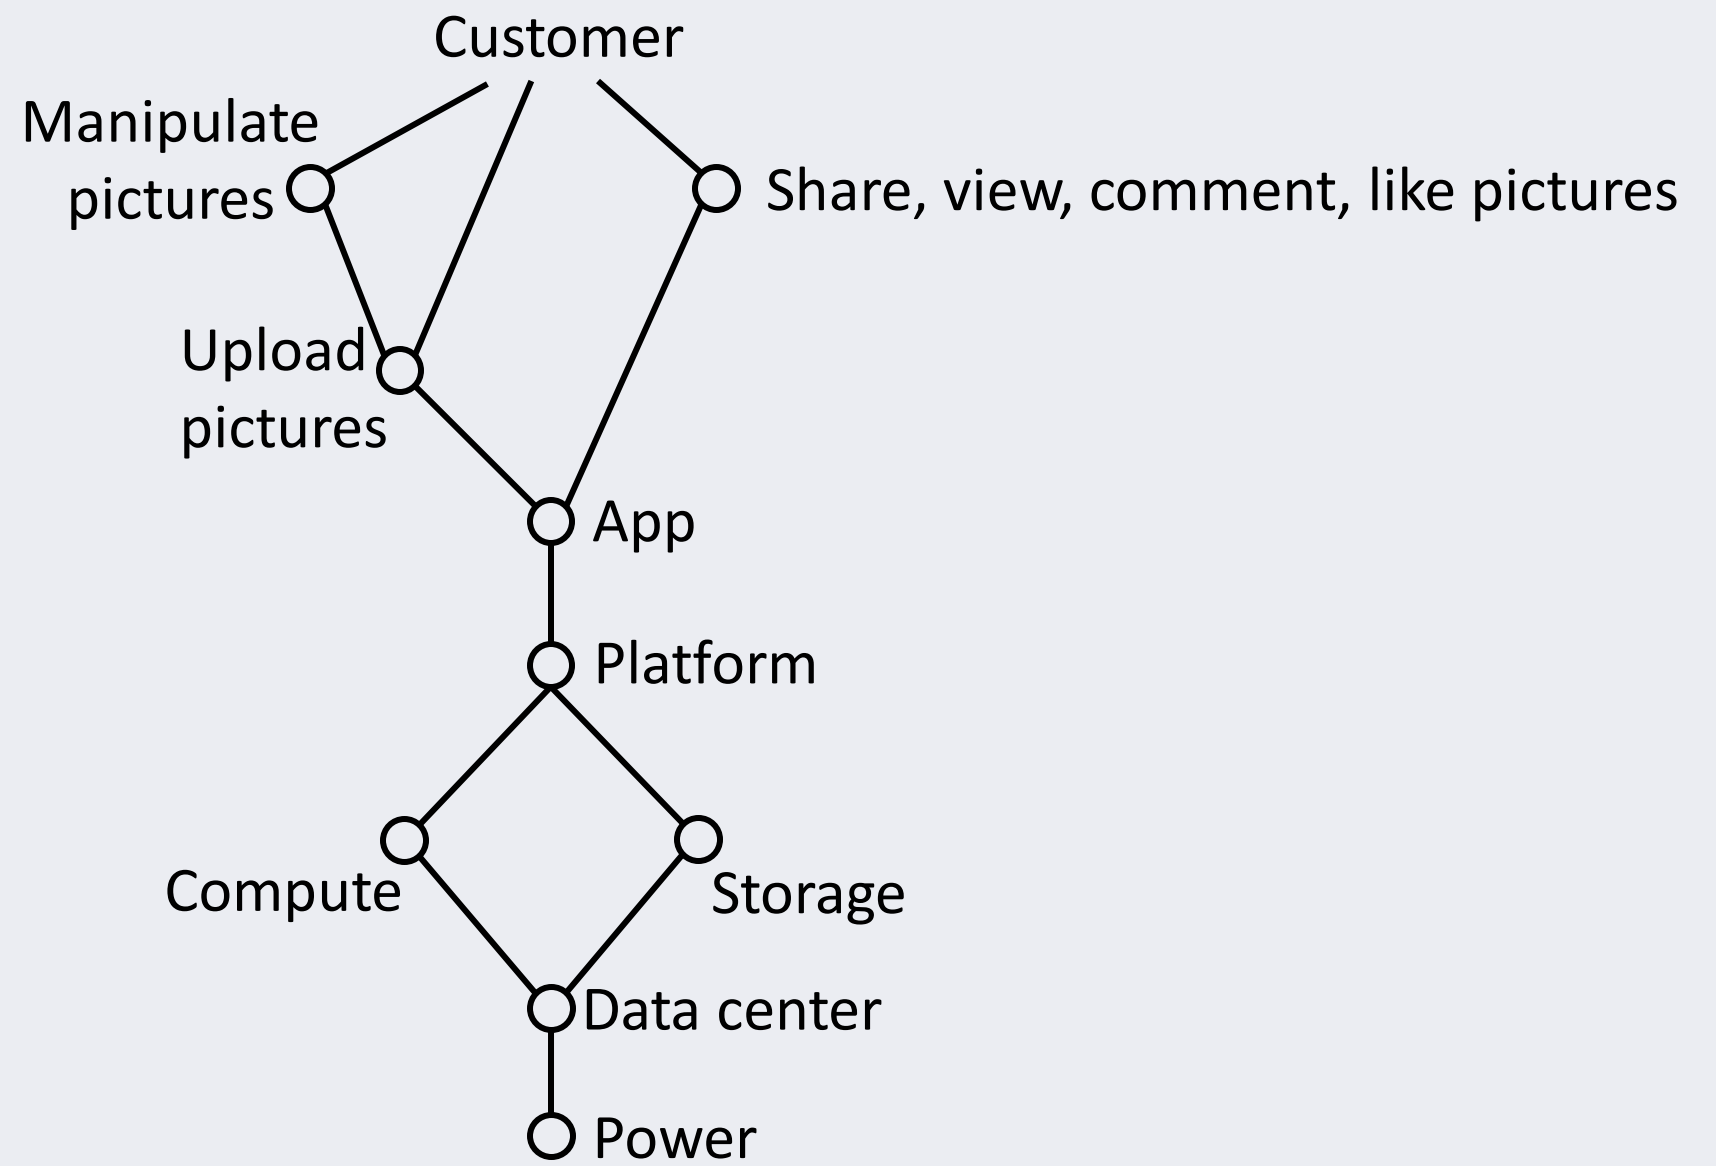 Customer
Manipulate
pictures
Share, view, comment, like pictures
Upload
pictures
App
Platform
Compute
Storage
Data center
Power